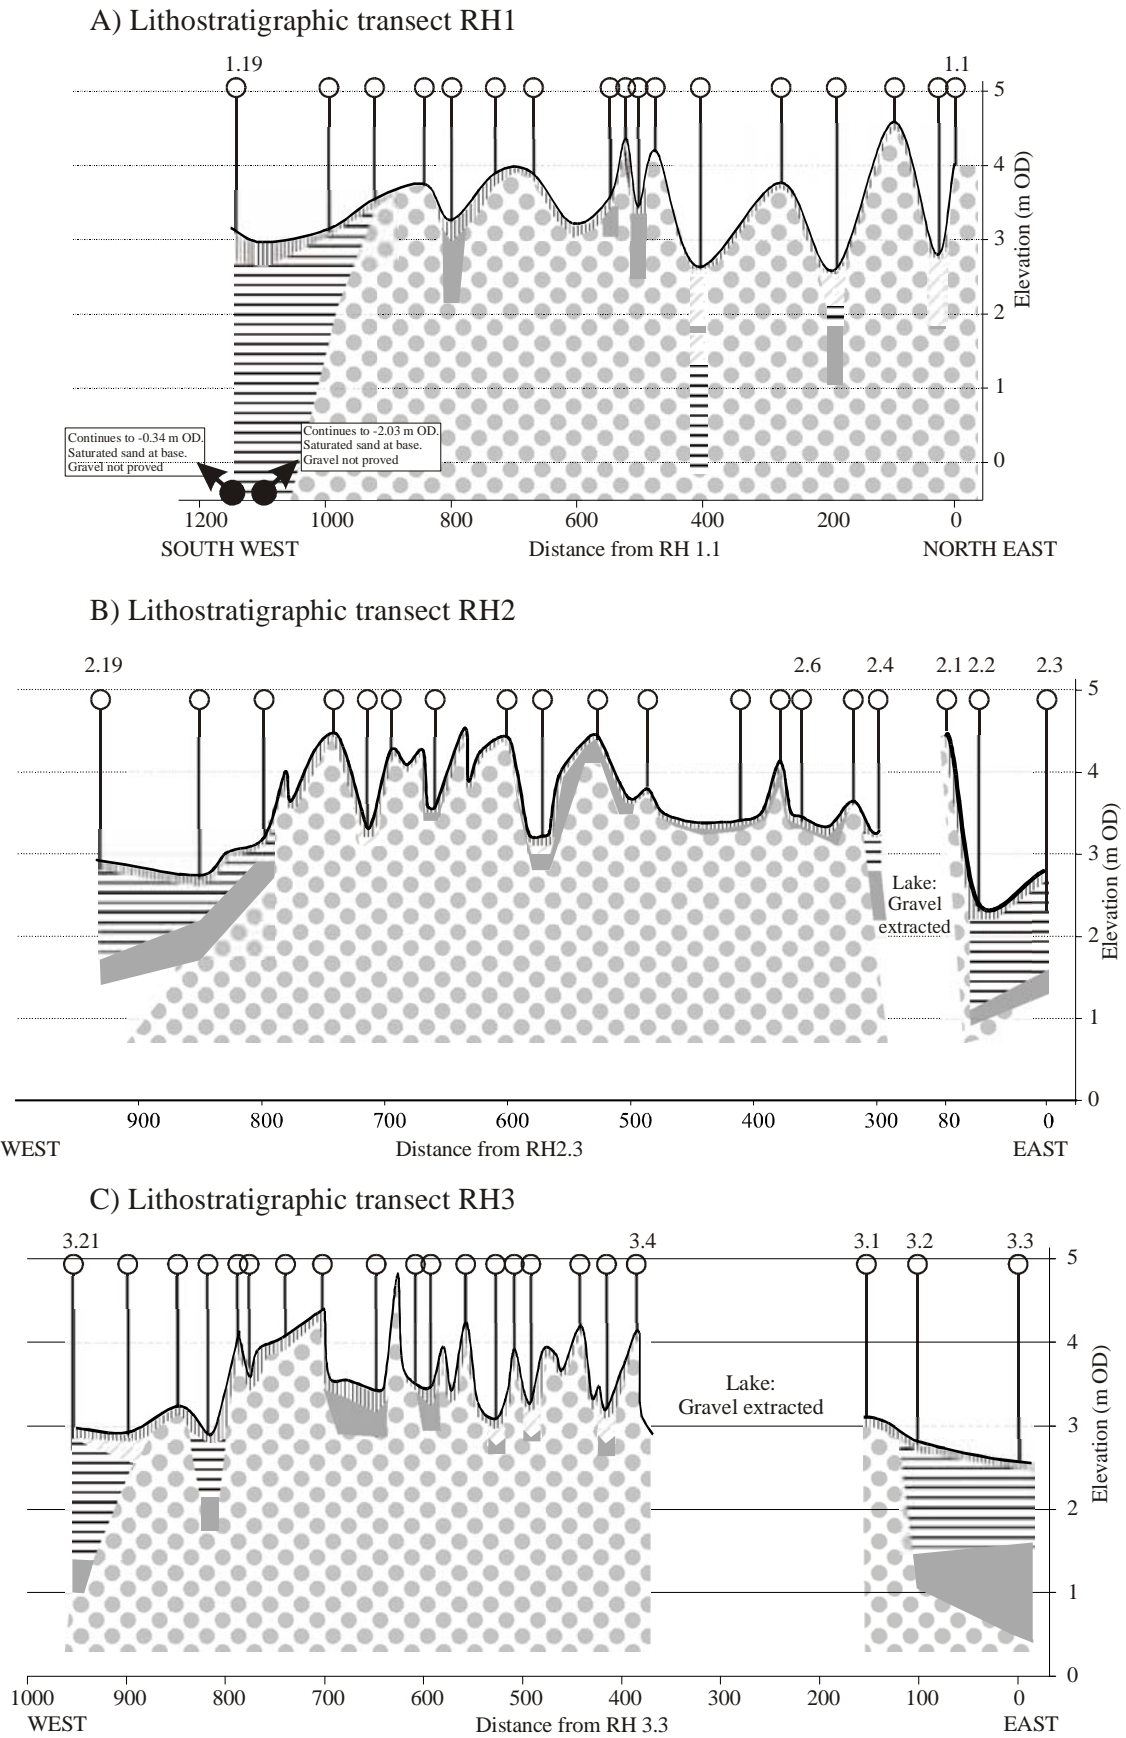 A) Lithostratigraphic transect RH1
1.19 1.1
5
4
3
2
1
0
Elevation (m OD)
Continues to -0.34 m OD.
Saturated sand at base.
Gravel not proved
Continues to -2.03 m OD.
Saturated sand at base.
Gravel not proved
1200 1000 800 600 400 200 0
SOUTH WEST Distance from RH 1.1 NORTH EAST
B) Lithostratigraphic transect RH2
2.19 2.6 2.4 2.1 2.2 2.3
5
4
3
2
1
0
Elevation (m OD)
Lake:
Gravel
extracted
900 800 700 600 500 400 300 80 0
WEST Distance from RH2.3 EAST
C) Lithostratigraphic transect RH3
3.21 3.4 3.1 3.2 3.3
5
4
3
2
1
0
Elevation (m OD)
Lake:
Gravel extracted
1000 900 800 700 600 500 400 300 200 100 0
WEST Distance from RH 3.3 EAST